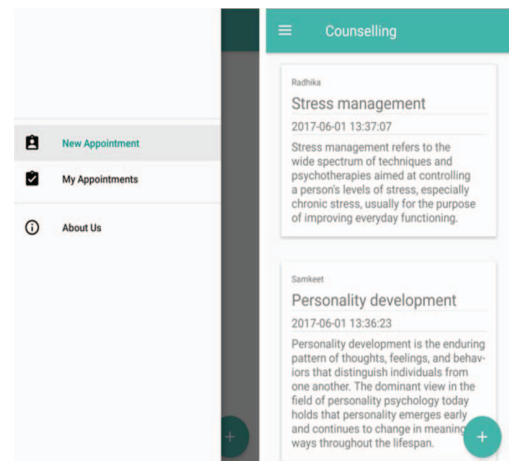 New Appointment
My Appointments
About Us
Counselling
Radhika
Stress management
2017-06-01 13:37:07
Stress management refers to the
wide spectrum of techniques and
psychotherapies aimed at controlling
a person's levels of stress, especially
chronic stress, usually for the purpose
of improving everyday functioning.
Samkeet
Personality development
2017-06-01 13:36:23
Personality development is the enduring
pattern of thoughts, feelings, and behav-
iors that distinguish individuals from
one another. The dominant view in the
field of personality psychology today
holds that personality emerges early
and continues to change in meaning
ways throughout the lifespan.